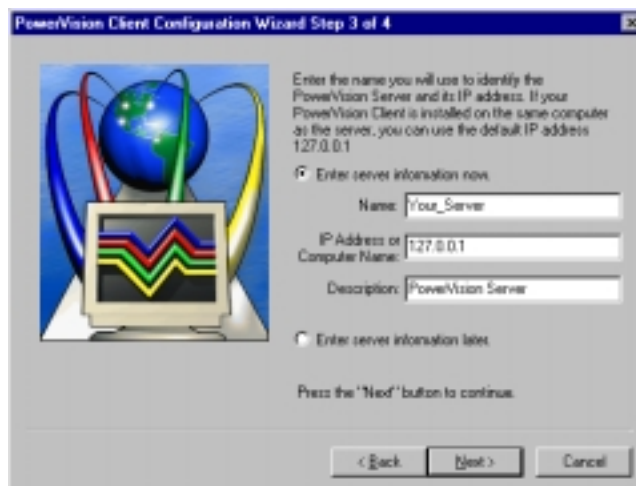 PowerVision Client Configuration Wizard Step 3 of 4
Enter the name you will use to identify the
PowerVision Server and its IP address. If your
PowerVision Client is installed on the same computer
as the server, you can use the default IP address
127.0.0.1
Enter server information now.
Name: Your_Server
IP Address or
Computer Name: 127.0.0.1
Description: PowerVision Server
Enter server information later.
Press the "Next" button to continue.
< Back
Next >
Cancel